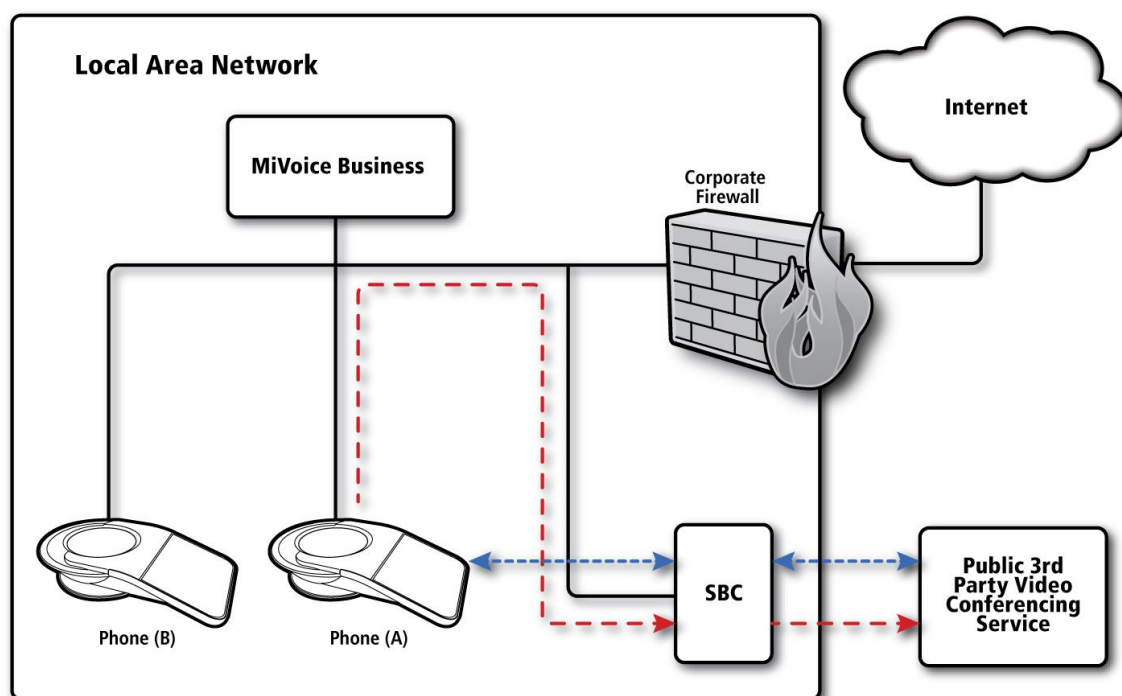 Local Area Network
Internet
MiVoice Business
Corporate
Firewall
Phone (B)
Phone (A)
SBC
Public 3rd
Party Video
Conferencing
Service